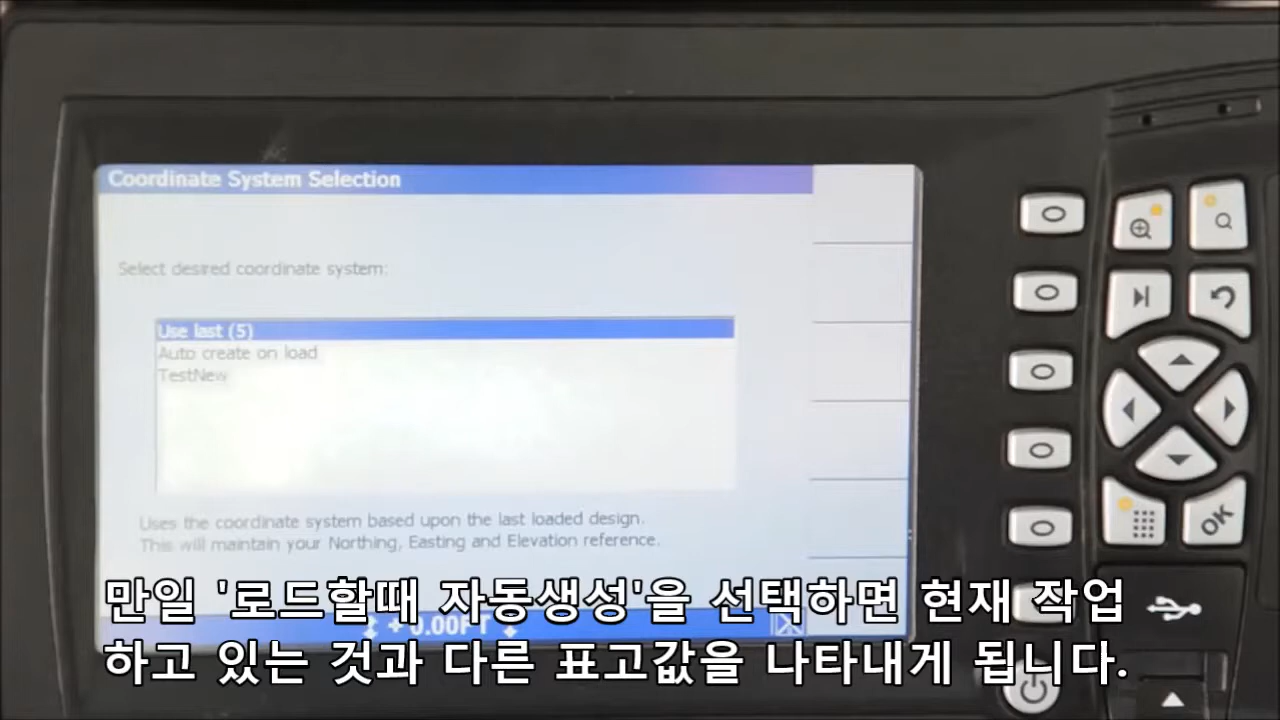 Coordinate System Selection
Select desired coordinate system:
Use last (5)
Auto create on load
TestNew
Uses the coordinate system based upon the last loaded design.
This will maintain your Northing, Easting and Elevation reference.
OK
만일 '로드할때 자동생성'을 선택하면 현재 작업
+ 0.00FT
하고 있는 것과 다른 표고값을 나타내게 됩니다.